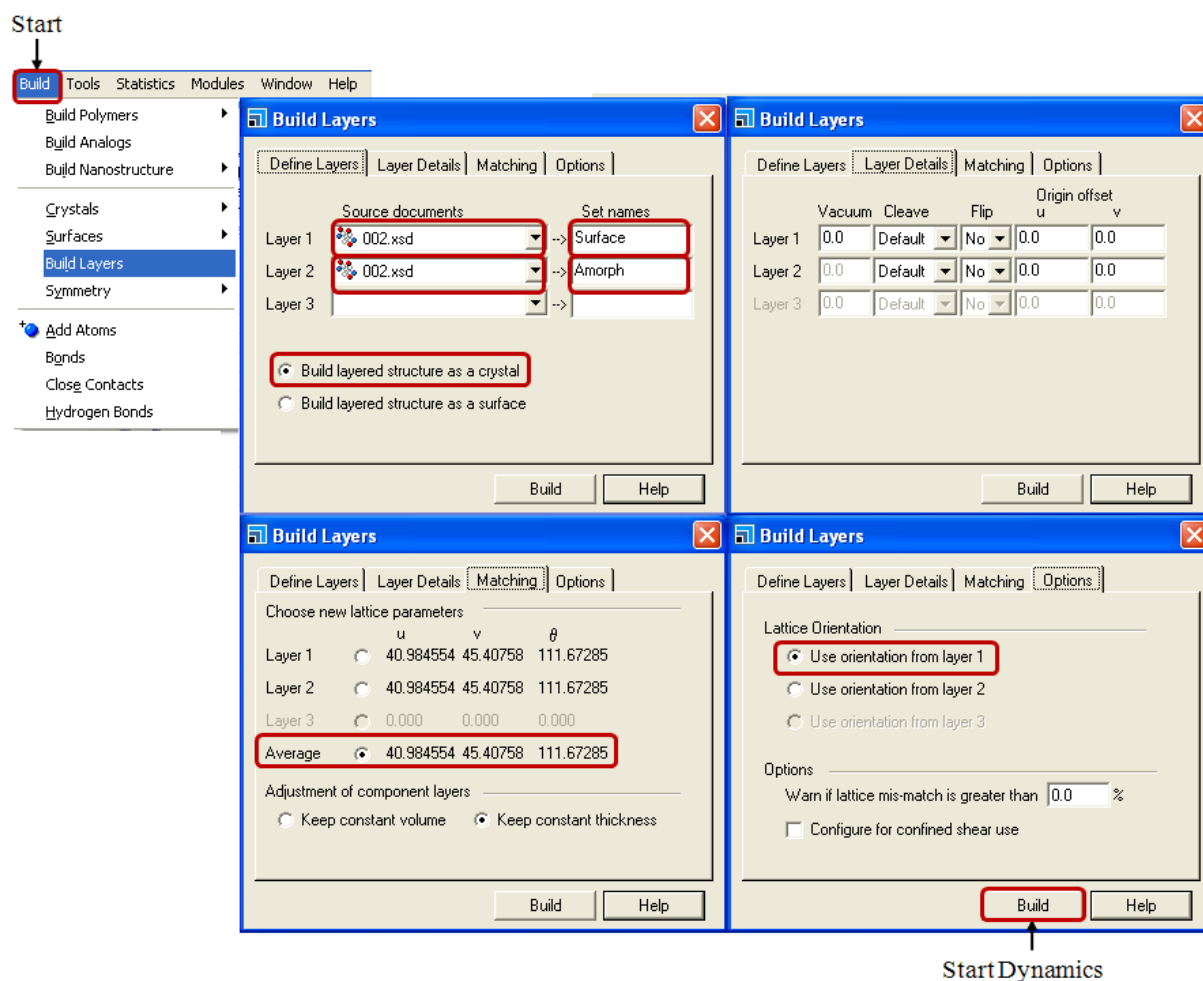 Start
Build Tools Statistics Modules Window Help
Build Polymers
Build Analogs
Build Nanostructure
Crystals
Surfaces
Build Layers
Symmetry
Add Atoms
Bonds
Close Contacts
Hydrogen Bonds
Build Layers
Define Layers Layer Details Matching Options
Source documents Set names
Layer 1 002.xsd --> Surface
Layer 2 002.xsd --> Amorph
Layer 3 -->
Build layered structure as a crystal
Build layered structure as a surface
Build Help
Build Layers
Define Layers Layer Details Matching Options
Origin offset
Vacuum Cleave Flip u v
Layer 1 0.0 Default No 0.0 0.0
Layer 2 0.0 Default No 0.0 0.0
Layer 3 0.0 Default No 0.0 0.0
Build Help
Build Layers
Define Layers Layer Details Matching Options
Choose new lattice parameters
u v θ
Layer 1 40.984554 45.40758 111.67285
Layer 2 40.984554 45.40758 111.67285
Layer 3 0.000 0.000 0.000
Average 40.984554 45.40758 111.67285
Adjustment of component layers
Keep constant volume Keep constant thickness
Build Help
Build Layers
Define Layers Layer Details Matching Options
Lattice Orientation
Use orientation from layer 1
Use orientation from layer 2
Use orientation from layer 3
Options
Warn if lattice mis-match is greater than 0.0 %
Configure for confined shear use
Build Help
Start Dynamics